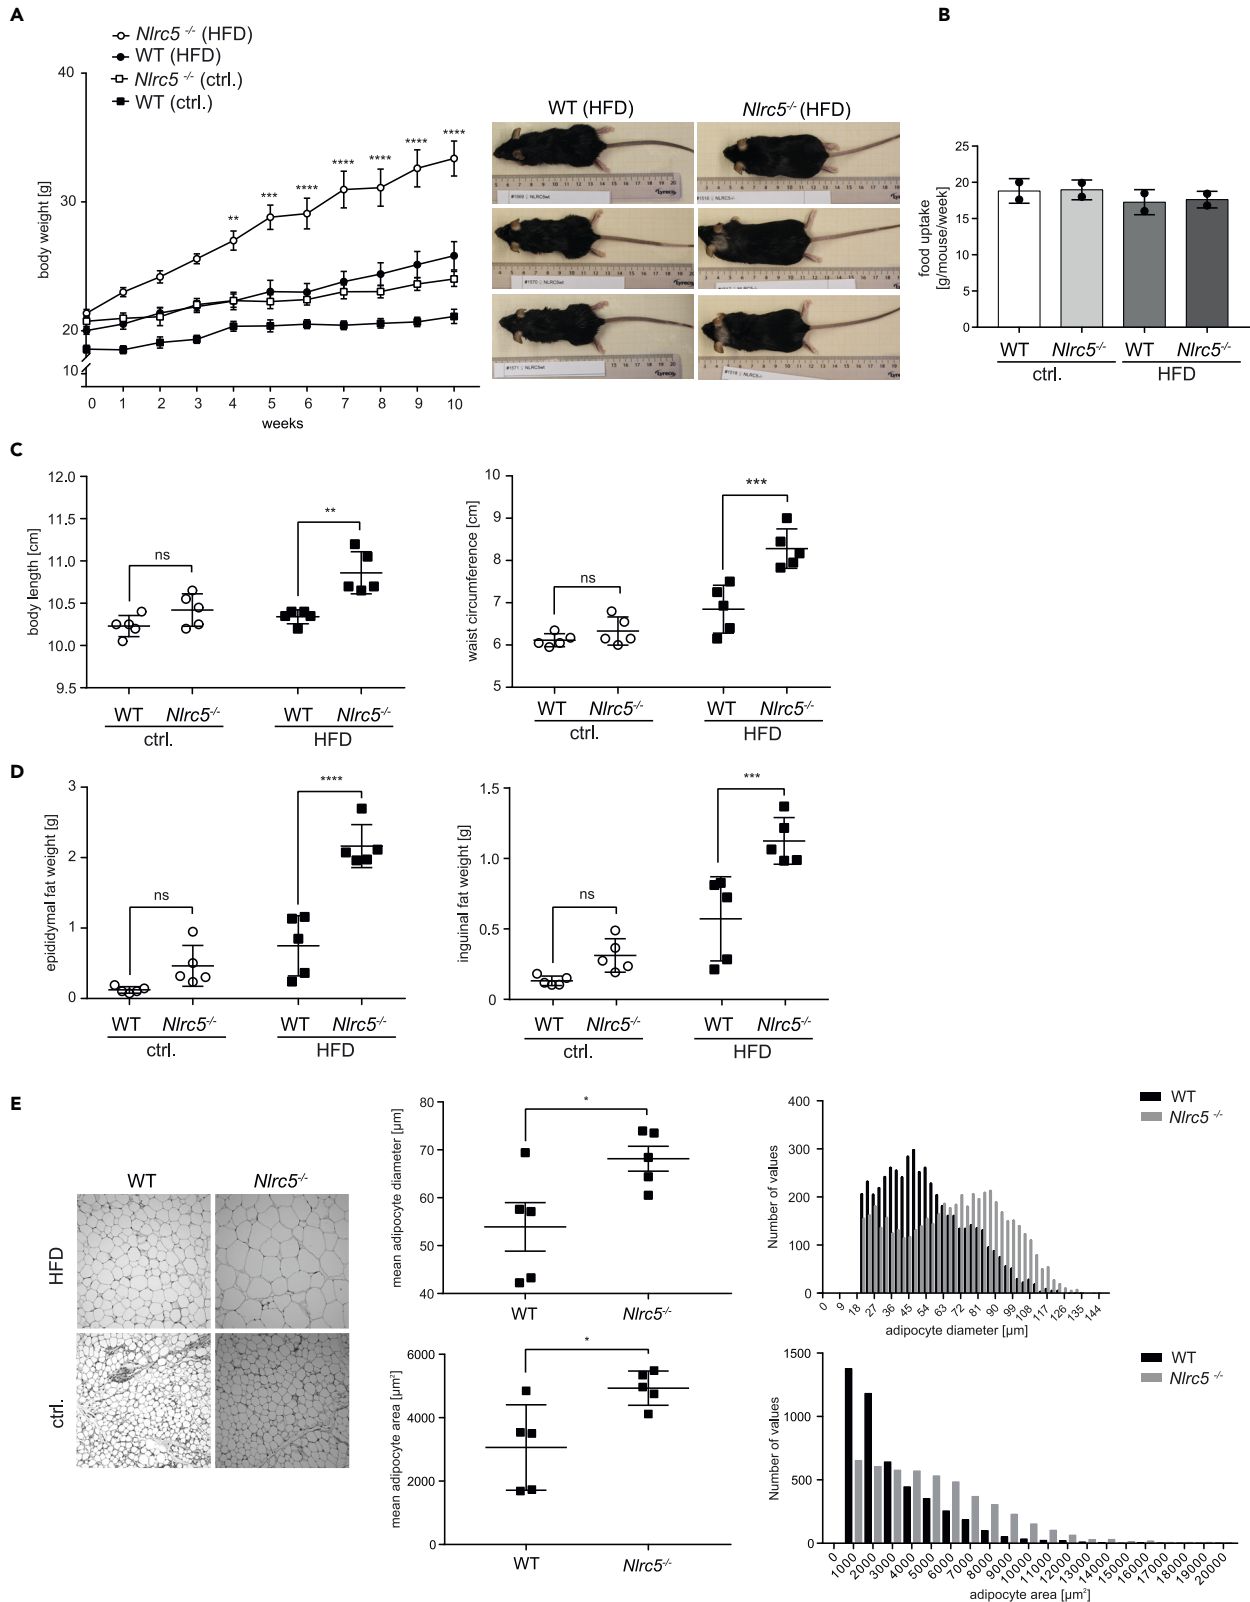 A
Nlrc5 -/- (HFD)
WT (HFD)
Nlrc5 -/- (ctrl.)
WT (ctrl.)
body weight [g]
40
30
20
10
** *** **** **** **** **** ****
0 1 2 3 4 5 6 7 8 9 10
weeks
WT (HFD) Nlrc5-/- (HFD)
#1569 | NLRC5wt
#1570 | NLRC5wt
#1571 | NLRC5wt
B
food uptake
[g/mouse/week]
25
20
15
10
5
0
WT Nlrc5-/- WT Nlrc5-/-
ctrl. HFD
C
body length [cm]
12.0
11.5
11.0
10.5
10.0
9.5
ns **
WT Nlrc5-/- WT Nlrc5-/-
ctrl. HFD
waist circumference [cm]
10
9
8
7
6
5
ns ***
WT Nlrc5-/- WT Nlrc5-/-
ctrl. HFD
D
epididymal fat weight [g]
3
2
1
0
ns ****
WT Nlrc5-/- WT Nlrc5-/-
ctrl. HFD
inguinal fat weight [g]
1.5
1.0
0.5
0
ns ***
WT Nlrc5-/- WT Nlrc5-/-
ctrl. HFD
E
WT Nlrc5-/-
HFD
ctrl.
mean adipocyte diameter [µm]
80
70
60
50
40
*
WT Nlrc5-/-
mean adipocyte area [µm²]
6000
4000
2000
0
*
WT Nlrc5-/-
WT
Nlrc5 -/-
Number of values
400
300
200
100
0
0 9 18 27 36 45 54 63 72 81 90 99 108 117 126 135 144
adipocyte diameter [µm]
WT
Nlrc5 -/-
Number of values
1500
1000
500
0
0 1000 2000 3000 4000 5000 6000 7000 8000 9000 10000 11000 12000 13000 14000 15000 16000 17000 18000 19000 20000
adipocyte area [µm²]